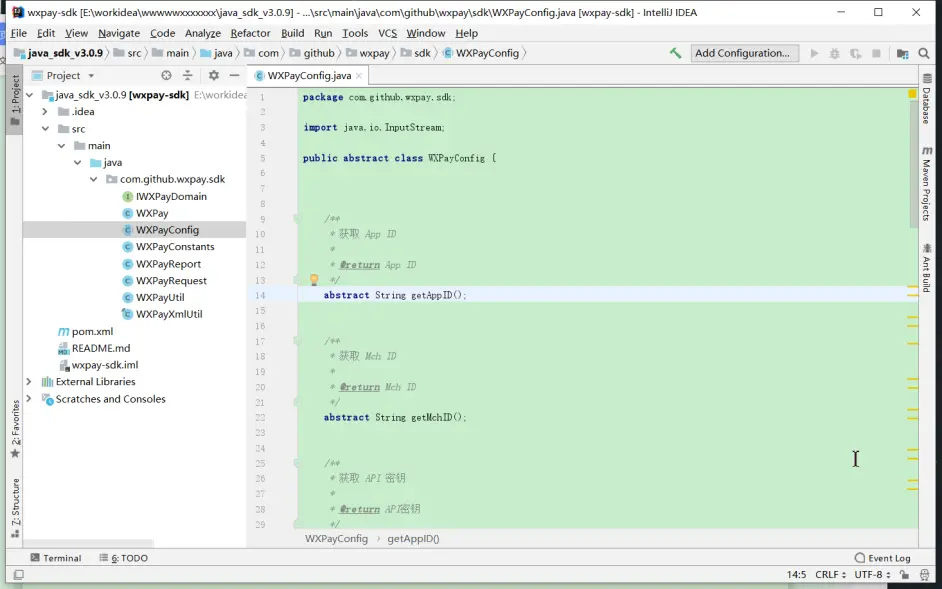 wxpay-sdk [E:\workidea\wwwwwxxxxxxx\java_sdk_v3.0.9] - ...\src\main\java\com\github\wxpay\sdk\WXPayConfig.java [wxpay-sdk] - IntelliJ IDEA
File Edit View Navigate Code Analyze Refactor Build Run Tools VCS Window Help
java_sdk_v3.0.9 src main java com github wxpay sdk WXPayConfig Add Configuration...
Project
WXPayConfig.java
1: Project
java_sdk_v3.0.9 [wxpay-sdk] E:\workidea
.idea
src
main
java
com.github.wxpay.sdk
IWXPayDomain
WXPay
WXPayConfig
WXPayConstants
WXPayReport
WXPayRequest
WXPayUtil
WXPayXmlUtil
pom.xml
README.md
wxpay-sdk.iml
External Libraries
Scratches and Consoles
2: Favorites
7: Structure
1 package com.github.wxpay.sdk;
2
3 import java.io.InputStream;
4
5 public abstract class WXPayConfig {
6
7
8
9 /**
10 * 获取 App ID
11 *
12 * @return App ID
13 */
14 abstract String getAppID();
15
16
17 /**
18 * 获取 Mch ID
19 *
20 * @return Mch ID
21 */
22 abstract String getMchID();
23
24
25 /**
26 * 获取 API 密钥
27 *
28 * @return API密钥
29 */
WXPayConfig › getAppID()
Database
Maven Projects
Ant Build
Terminal 6: TODO Event Log
14:5 CRLF UTF-8